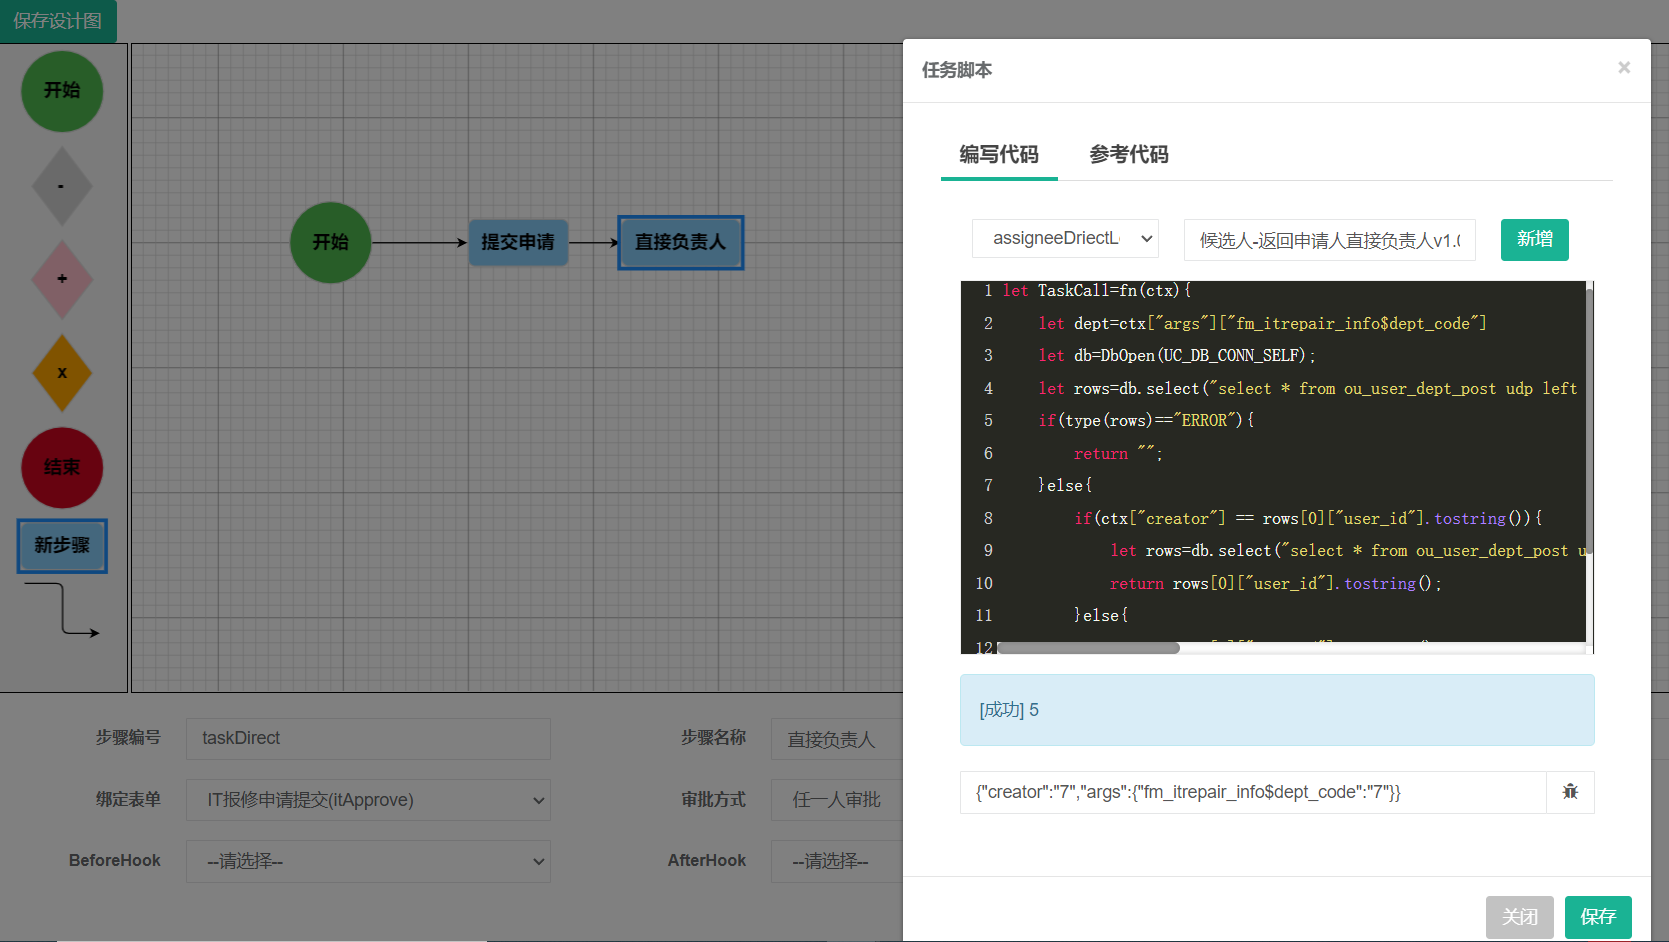 保存设计图
开始
-
+
x
结束
新步骤
开始
提交申请
直接负责人
步骤编号
taskDirect
步骤名称
直接负责人
绑定表单
IT报修申请提交(itApprove)
审批方式
任一人审批
BeforeHook
--请选择--
AfterHook
--请选择--
任务脚本
×
编写代码
参考代码
assigneeDriectL
候选人-返回申请人直接负责人v1.0
新增
1 let TaskCall=fn(ctx){
2 let dept=ctx["args"]["fm_itrepair_info$dept_code"]
3 let db=DbOpen(UC_DB_CONN_SELF);
4 let rows=db.select("select * from ou_user_dept_post udp left
5 if(type(rows)=="ERROR"){
6 return "";
7 }else{
8 if(ctx["creator"] == rows[0]["user_id"].tostring()){
9 let rows=db.select("select * from ou_user_dept_post u
10 return rows[0]["user_id"].tostring();
11 }else{
12
[成功] 5
{"creator":"7","args":{"fm_itrepair_info$dept_code":"7"}}
关闭
保存